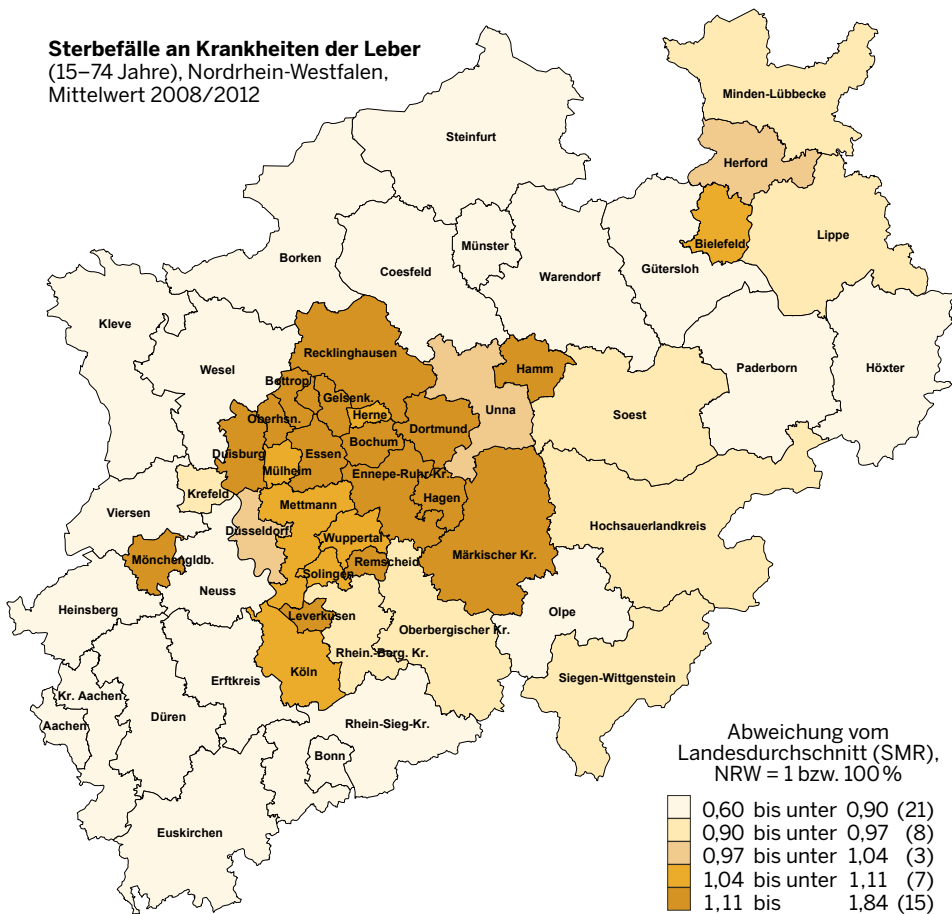 Sterbefälle an Krankheiten der Leber
(15–74 Jahre), Nordrhein-Westfalen,
Mittelwert 2008/2012
Minden-Lübbecke
Steinfurt
Herford
Lippe
Bielefeld
Münster
Borken
Coesfeld
Warendorf
Gütersloh
Kleve
Recklinghausen
Wesel
Hamm
Paderborn
Höxter
Bottrop
Gelsenk.
Herne
Unna
Soest
Oberhsn.
Dortmund
Bochum
Duisburg
Essen
Mülheim
Ennepe-Ruhr-Kr.
Krefeld
Hagen
Mettmann
Viersen
Hochsauerlandkreis
Düsseldorf
Wuppertal
Märkischer Kr.
Mönchengldb.
Remscheid
Solingen
Neuss
Heinsberg
Olpe
Leverkusen
Oberbergischer Kr.
Rhein.-Berg. Kr.
Köln
Siegen-Wittgenstein
Erftkreis
Kr. Aachen
Düren
Rhein-Sieg-Kr.
Aachen
Bonn
Euskirchen
Abweichung vom
Landesdurchschnitt (SMR),
NRW = 1 bzw. 100 %
0,60 bis unter 0,90 (21)
0,90 bis unter 0,97 (8)
0,97 bis unter 1,04 (3)
1,04 bis unter 1,11 (7)
1,11 bis 1,84 (15)